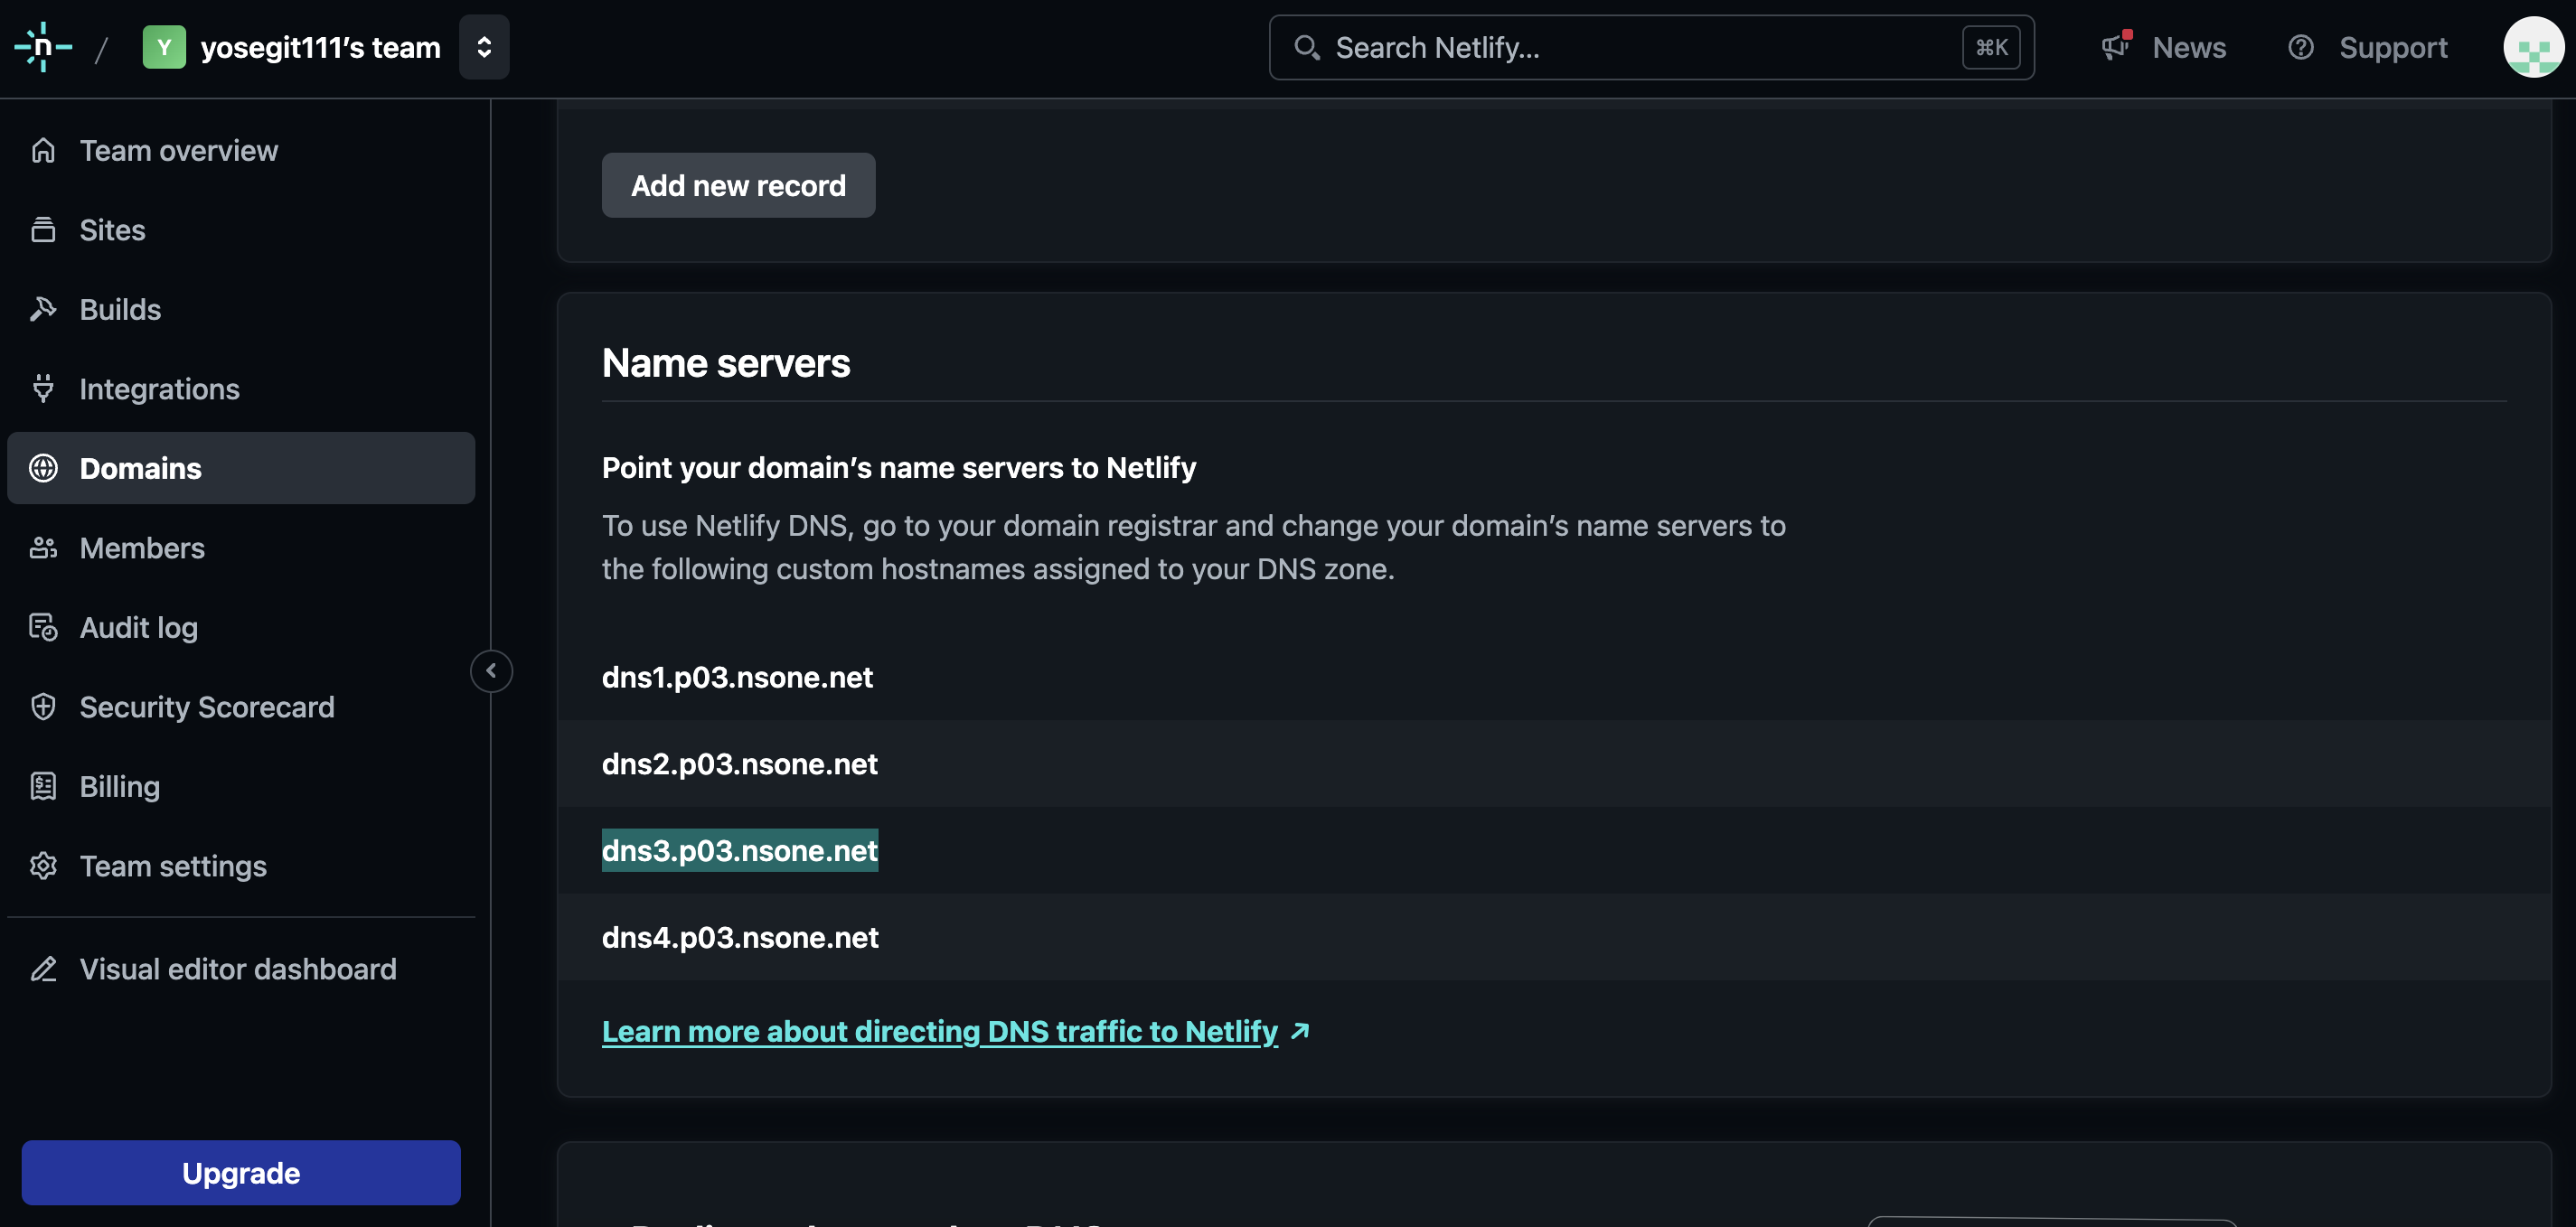 n / Y yosegit111's team
Search Netlify... ⌘K
News
Support
Team overview
Sites
Builds
Integrations
Domains
Members
Audit log
Security Scorecard
Billing
Team settings
Visual editor dashboard
Upgrade
Add new record
Name servers
Point your domain’s name servers to Netlify
To use Netlify DNS, go to your domain registrar and change your domain’s name servers to
the following custom hostnames assigned to your DNS zone.
dns1.p03.nsone.net
dns2.p03.nsone.net
dns3.p03.nsone.net
dns4.p03.nsone.net
Learn more about directing DNS traffic to Netlify ↗